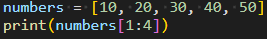 numbers = [10, 20, 30, 40, 50]
print(numbers[1:4])